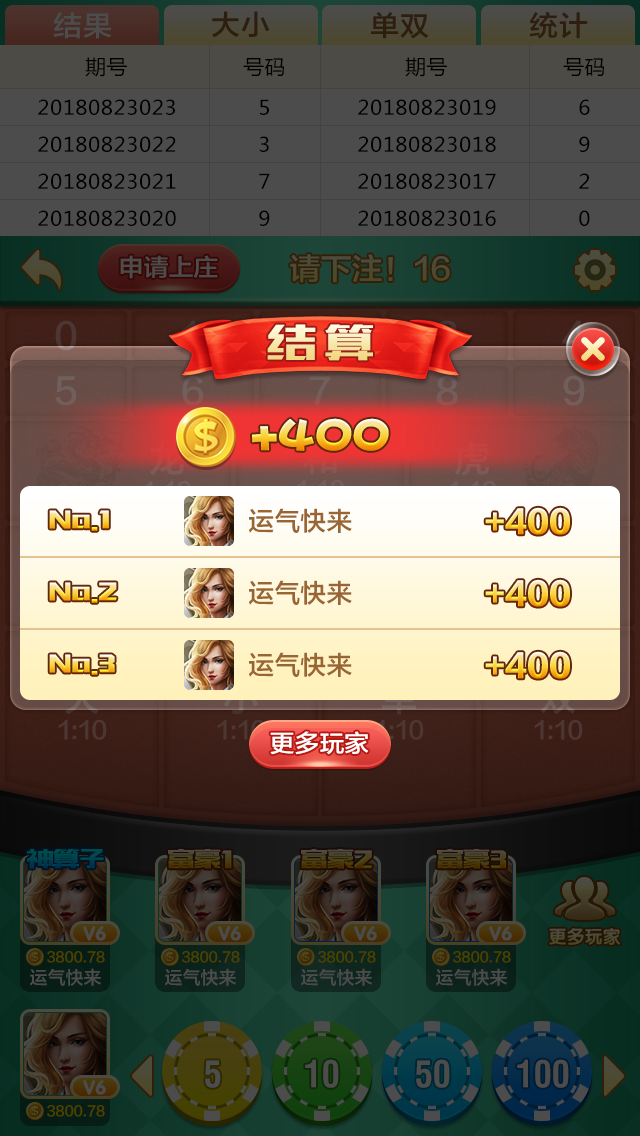 结果 大小 单双 统计
期号 号码 期号 号码
20180823023 5 20180823019 6
20180823022 3 20180823018 9
20180823021 7 20180823017 2
20180823020 9 20180823016 0
申请上庄 请下注！16
0
结算
5 6 7 8 9
+400
No.1 运气快来 +400
No.2 运气快来 +400
No.3 运气快来 +400
1:10 1:10 1:10 1:10
更多玩家
神算子 富豪1 富豪2 富豪3
V6 V6 V6 V6 更多玩家
3800.78 3800.78 3800.78 3800.78
运气快来 运气快来 运气快来 运气快来
V6 5 10 50 100
3800.78